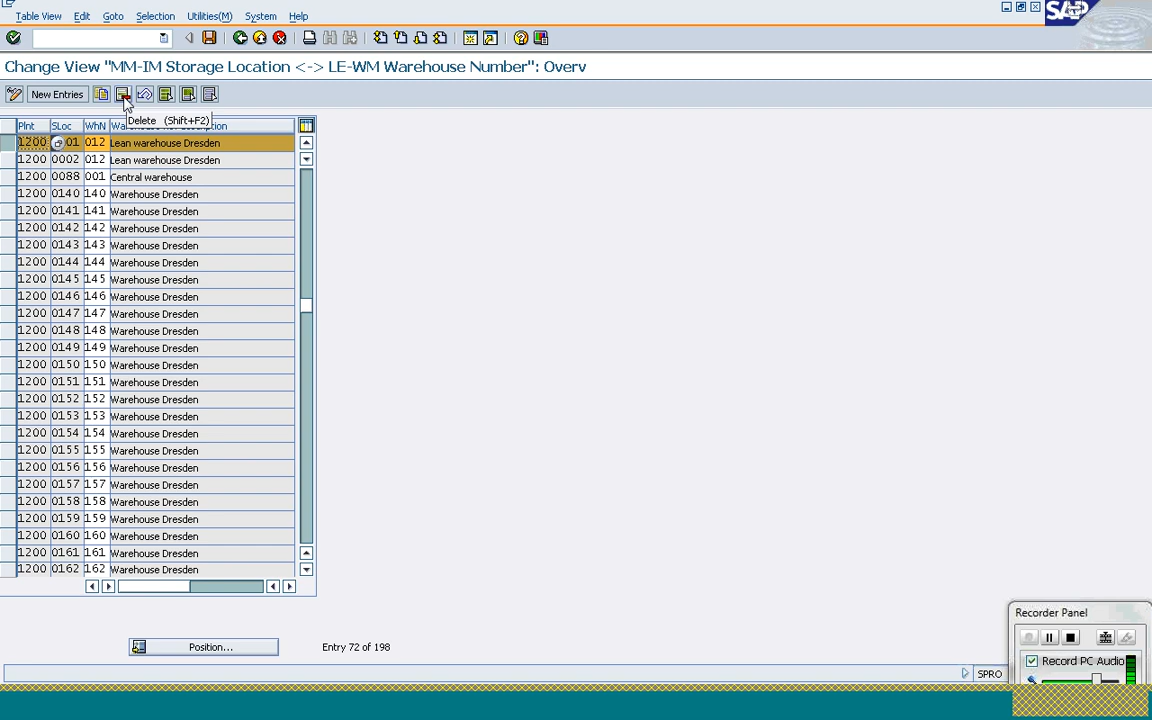 Table View Edit Goto Selection Utilities(M) System Help
SAP
Change View "MM-IM Storage Location <-> LE-WM Warehouse Number": Overv
New Entries
Delete (Shift+F2)
Plnt SLoc WhN
1200 01 012 Lean warehouse Dresden
1200 0002 012 Lean warehouse Dresden
1200 0088 001 Central warehouse
1200 0140 140 Warehouse Dresden
1200 0141 141 Warehouse Dresden
1200 0142 142 Warehouse Dresden
1200 0143 143 Warehouse Dresden
1200 0144 144 Warehouse Dresden
1200 0145 145 Warehouse Dresden
1200 0146 146 Warehouse Dresden
1200 0147 147 Warehouse Dresden
1200 0148 148 Warehouse Dresden
1200 0149 149 Warehouse Dresden
1200 0150 150 Warehouse Dresden
1200 0151 151 Warehouse Dresden
1200 0152 152 Warehouse Dresden
1200 0153 153 Warehouse Dresden
1200 0154 154 Warehouse Dresden
1200 0155 155 Warehouse Dresden
1200 0156 156 Warehouse Dresden
1200 0157 157 Warehouse Dresden
1200 0158 158 Warehouse Dresden
1200 0159 159 Warehouse Dresden
1200 0160 160 Warehouse Dresden
1200 0161 161 Warehouse Dresden
1200 0162 162 Warehouse Dresden
Position... Entry 72 of 198
Recorder Panel
Record PC Audio
SPRO